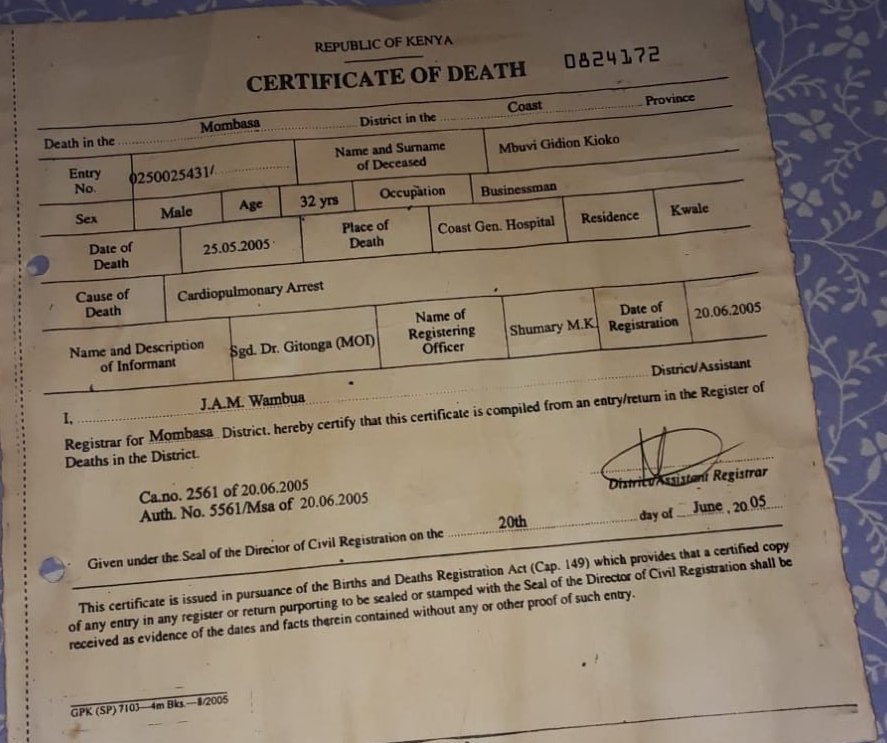 REPUBLIC OF KENYA
CERTIFICATE OF DEATH 0824172
Death in the Mombasa District in the Coast Province
Entry No. 0250025431/ Name and Surname of Deceased Mbuvi Gidion Kioko
Sex Male Age 32 yrs Occupation Businessman
Date of Death 25.05.2005 Place of Death Coast Gen. Hospital Residence Kwale
Cause of Death Cardiopulmonary Arrest
Name and Description of Informant Sgd. Dr. Gitonga (MOI) Name of Registering Officer Shumary M.K. Date of Registration 20.06.2005
I, J.A.M. Wambua District/Assistant
Registrar for Mombasa District, hereby certify that this certificate is compiled from an entry/return in the Register of
Deaths in the District.
Ca.no. 2561 of 20.06.2005
Auth. No. 5561/Msa of 20.06.2005
District/Assistant Registrar
Given under the Seal of the Director of Civil Registration on the 20th day of June, 2005
This certificate is issued in pursuance of the Births and Deaths Registration Act (Cap. 149) which provides that a certified copy
of any entry in any register or return purporting to be sealed or stamped with the Seal of the Director of Civil Registration shall be
received as evidence of the dates and facts therein contained without any or other proof of such entry.
GPK (SP) 7103—4m Bks.—8/2005